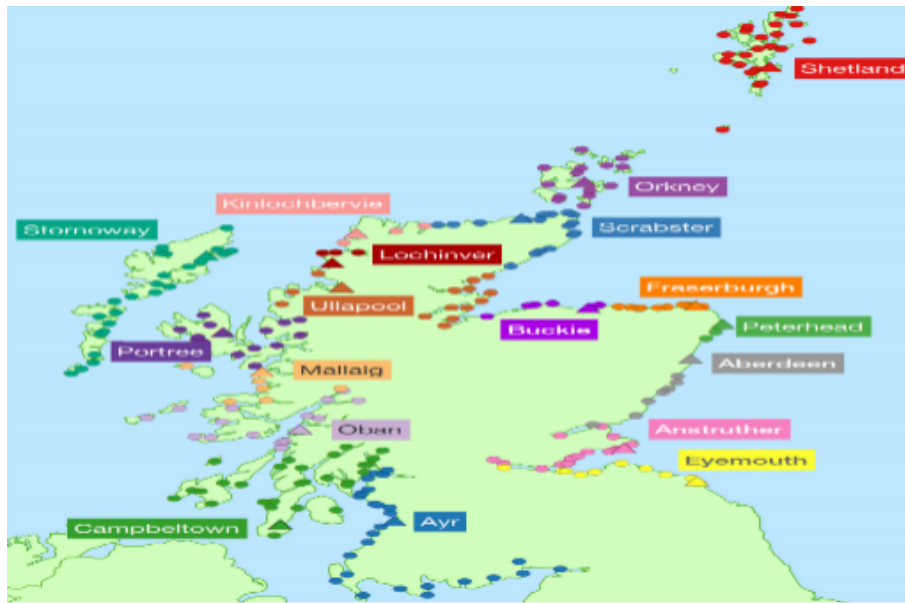 Shetland
Orkney
Kinlochbervie
Stornoway
Scrabster
Lochinver
Ullapool
Fraserburgh
Buckie
Peterhead
Portree
Aberdeen
Mallaig
Oban
Anstruther
Eyemouth
Campbeltown
Ayr